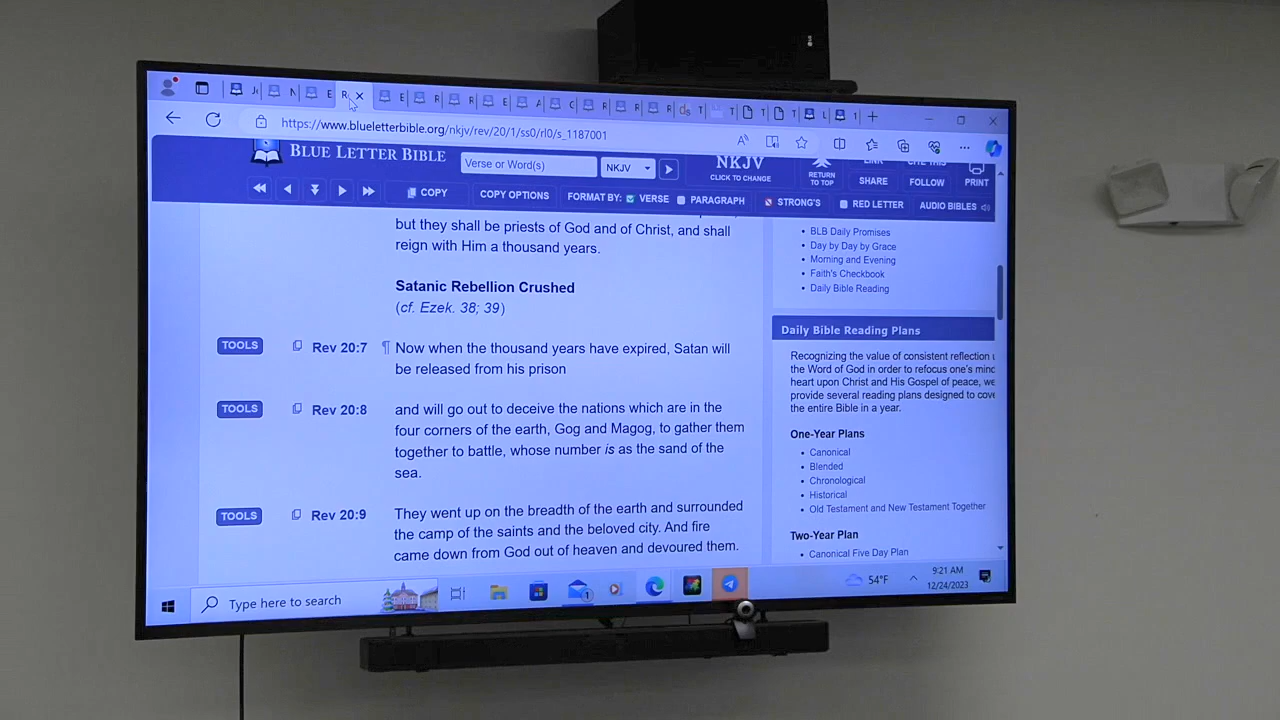 LG
J
N
E
R
E
R
R
E
A
C
R
R
R
ds T
T
T
T
L
https://www.blueletterbible.org/nkjv/rev/20/1/ss0/rl0/s_1187001
BLUE LETTER BIBLE
Verse or Word(s)
NKJV
NKJV
CLICK TO CHANGE
RETURN
TO TOP
LINK
SHARE
CITE THIS
FOLLOW
PRINT
COPY
COPY OPTIONS
FORMAT BY: VERSE PARAGRAPH
STRONG'S
RED LETTER
AUDIO BIBLES
but they shall be priests of God and of Christ, and shall
reign with Him a thousand years.
Satanic Rebellion Crushed
(cf. Ezek. 38; 39)
TOOLS Rev 20:7 ¶ Now when the thousand years have expired, Satan will
be released from his prison
TOOLS Rev 20:8 and will go out to deceive the nations which are in the
four corners of the earth, Gog and Magog, to gather them
together to battle, whose number is as the sand of the
sea.
TOOLS Rev 20:9 They went up on the breadth of the earth and surrounded
the camp of the saints and the beloved city. And fire
came down from God out of heaven and devoured them.
• BLB Daily Promises
• Day by Day by Grace
• Morning and Evening
• Faith's Checkbook
• Daily Bible Reading
Daily Bible Reading Plans
Recognizing the value of consistent reflection
the Word of God in order to refocus one's mind
heart upon Christ and His Gospel of peace, we
provide several reading plans designed to cove
the entire Bible in a year.
One-Year Plans
• Canonical
• Blended
• Chronological
• Historical
• Old Testament and New Testament Together
Two-Year Plan
• Canonical Five Day Plan
Type here to search
1
54°F
9:21 AM
12/24/2023